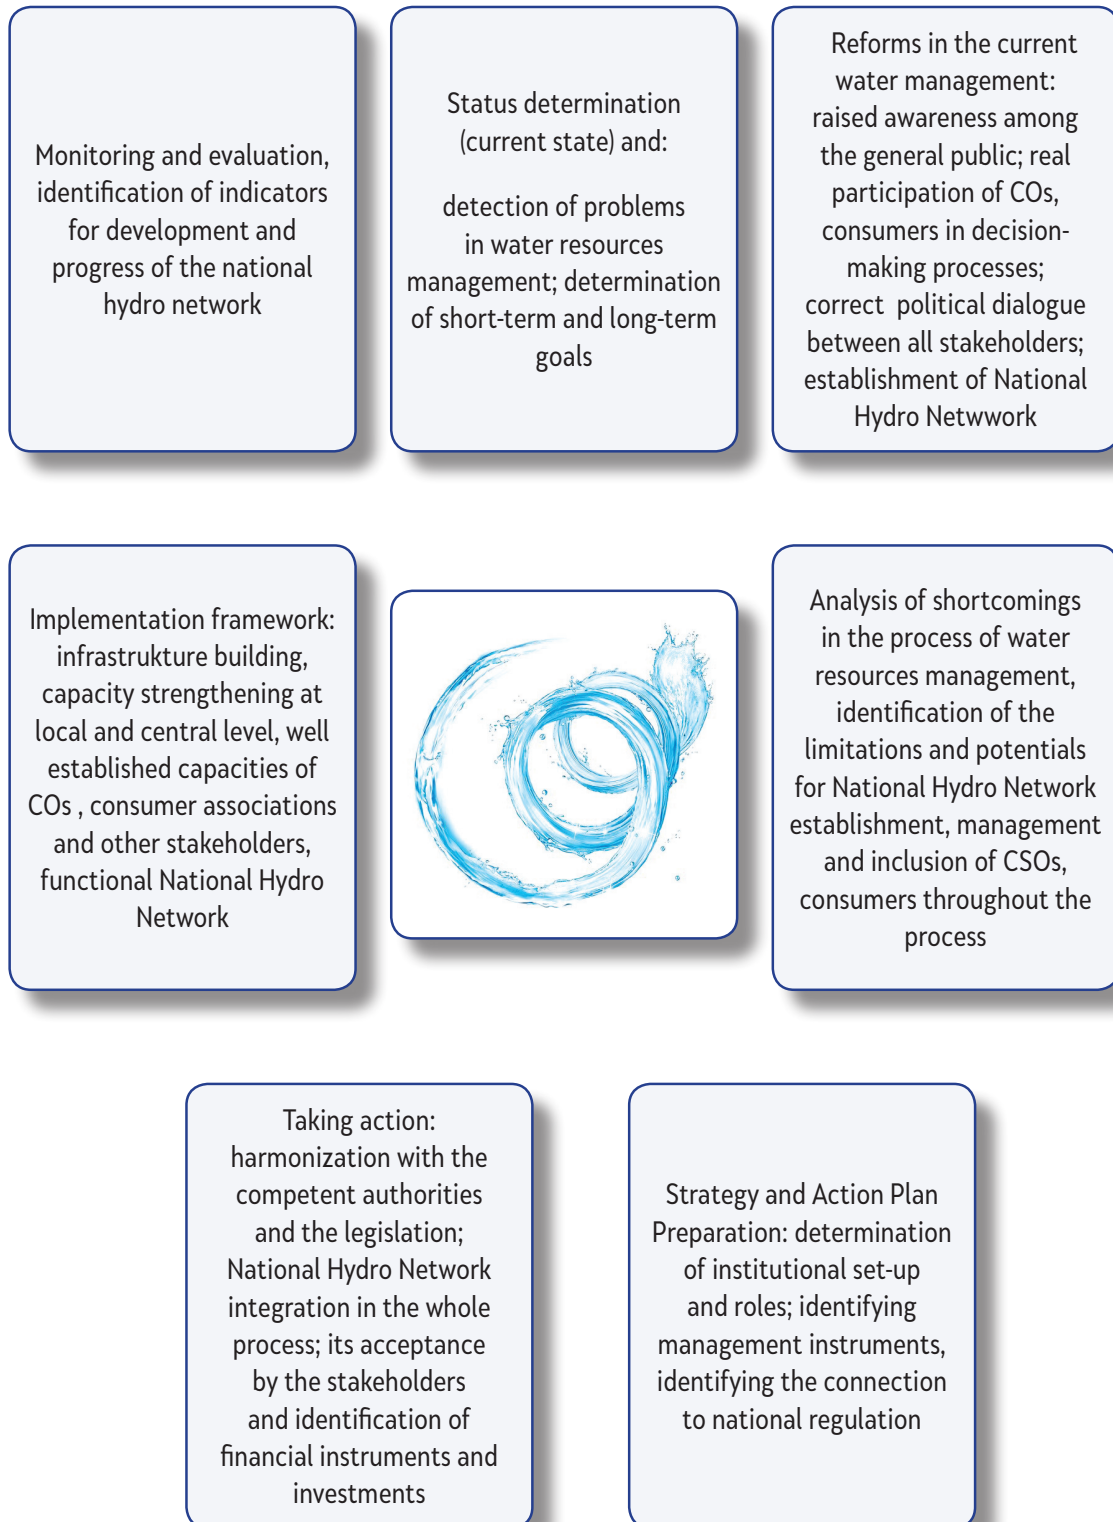 Monitoring and evaluation,
identification of indicators
for development and
progress of the national
hydro network
Status determination
(current state) and:
detection of problems
in water resources
management; determination
of short-term and long-term
goals
Reforms in the current
water management:
raised awareness among
the general public; real
participation of COs,
consumers in decision-
making processes;
correct  political dialogue
between all stakeholders;
establishment of National
Hydro Netwwork
Implementation framework:
infrastrukture building,
capacity strengthening at
local and central level, well
established capacities of
COs , consumer associations
and other stakeholders,
functional National Hydro
Network
Analysis of shortcomings
in the process of water
resources management,
identification of the
limitations and potentials
for National Hydro Network
establishment, management
and inclusion of CSOs,
consumers throughout the
process
Taking action:
harmonization with the
competent authorities
and the legislation;
National Hydro Network
integration in the whole
process; its acceptance
by the stakeholders
and identification of
financial instruments and
investments
Strategy and Action Plan
Preparation: determination
of institutional set-up
and roles; identifying
management instruments,
identifying the connection
to national regulation